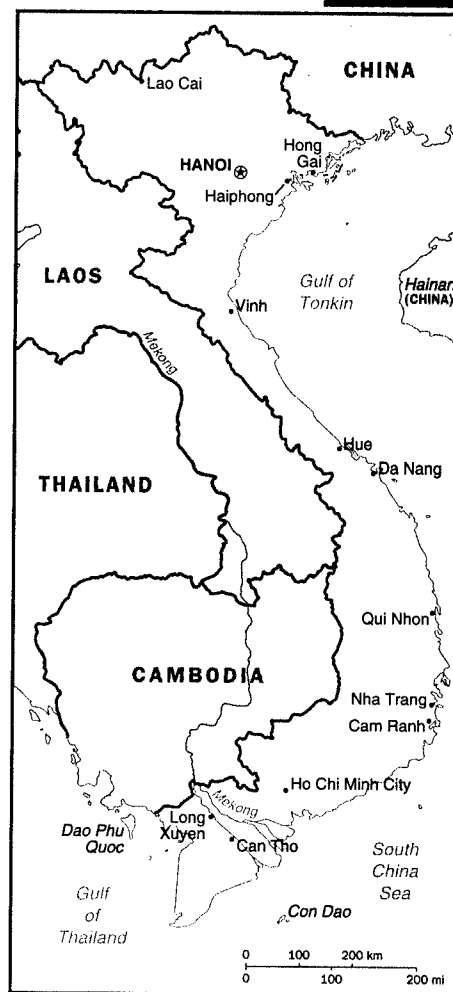 CHINA
Lao Cai
Hong
Gai
HANOI
Haiphong
LAOS
Gulf of
Tonkin
Hainan
(CHINA)
Vinh
Mekong
Hue
Da Nang
THAILAND
Qui Nhon
CAMBODIA
Nha Trang
Cam Ranh
Ho Chi Minh City
Mekong
Long
Xuyen
Dao Phu
Quoc
Can Tho
South
China
Sea
Gulf
of
Thailand
Con Dao
0 100 200 km
0 100 200 mi